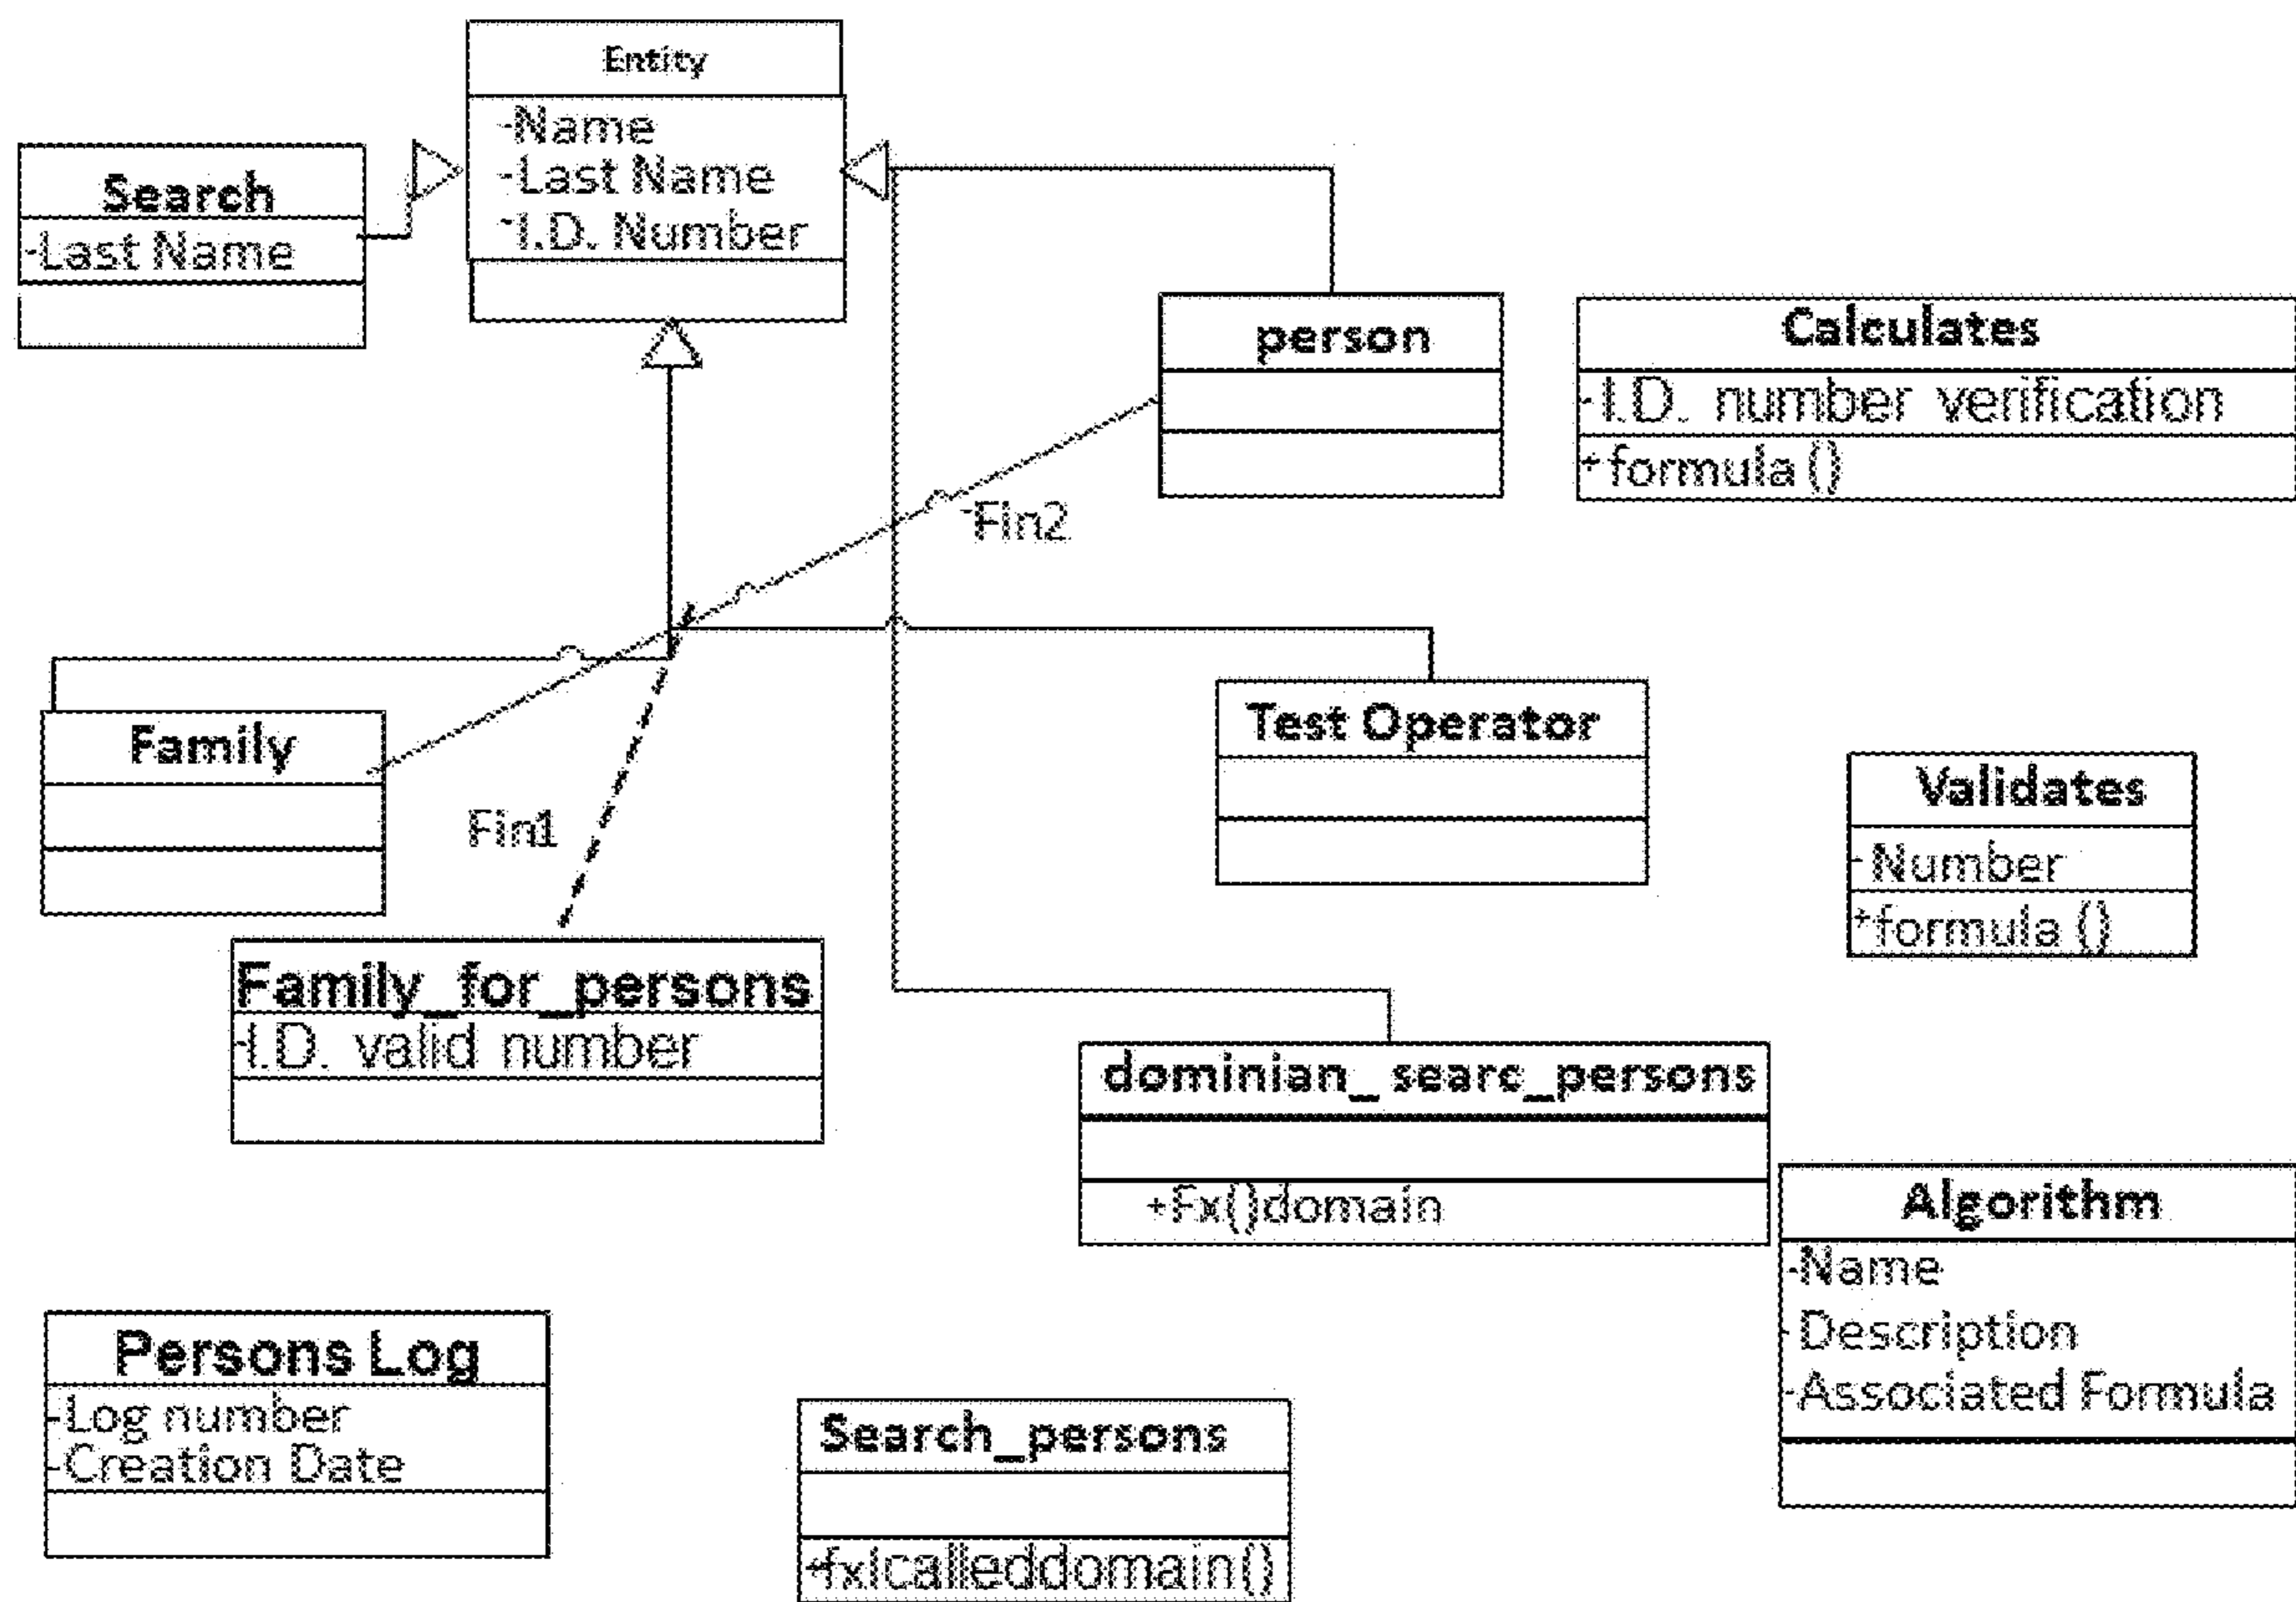 Entity
-Name
-Last Name
-I.D. Number
Search
-Last Name
person
Calculates
-I.D. number verification
+formula ()
Fin2
Family
Test Operator
Fin1
Validates
-Number
+formula ()
Family_for_persons
-I.D. valid number
dominian_ searc_persons
+Fx()domain
Algorithm
-Name
-Description
-Associated Formula
Persons Log
-Log number
-Creation Date
Search_persons